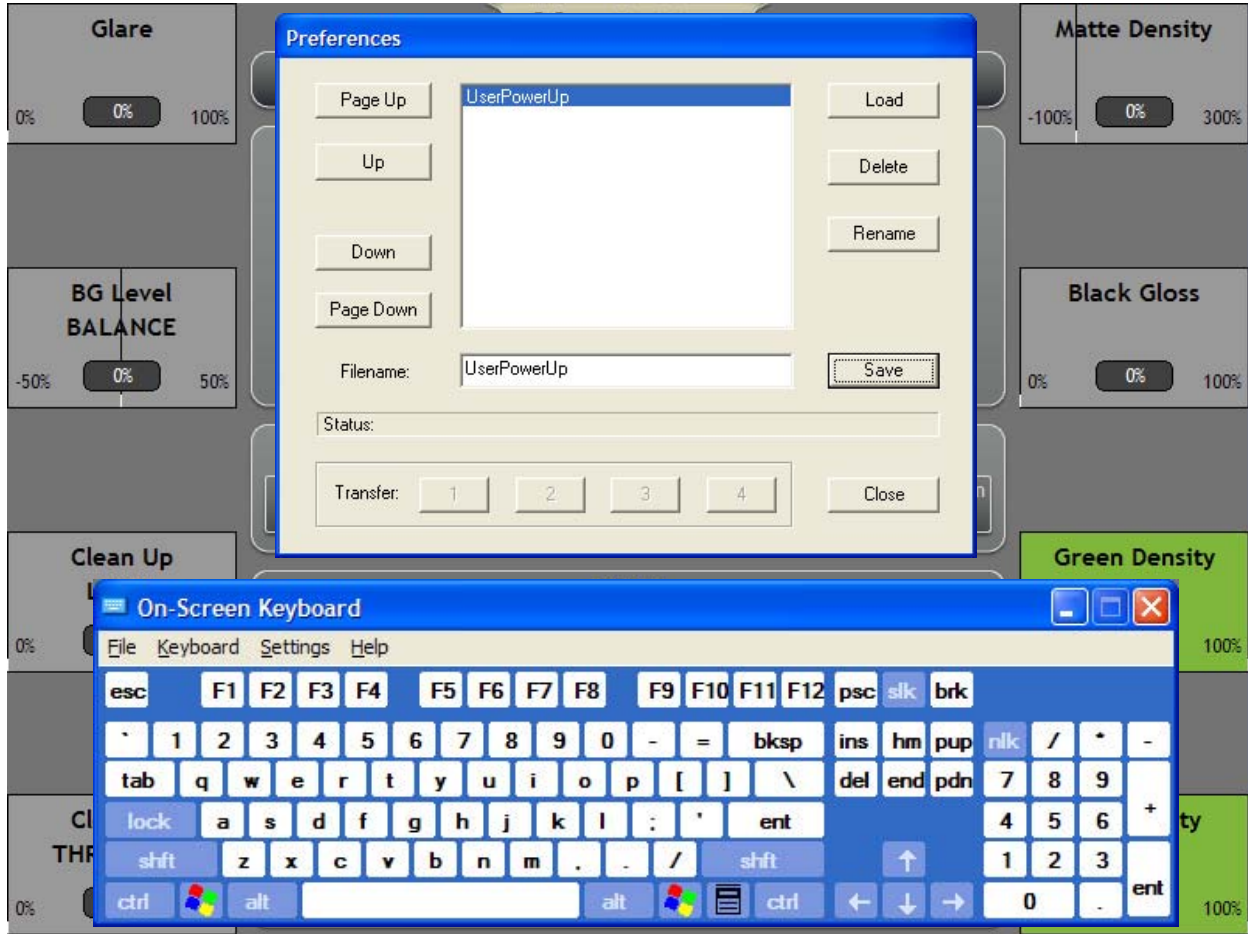 Glare
0% 0% 100%
Matte Density
-100% 0% 300%
BG Level
BALANCE
-50% 0% 50%
Black Gloss
0% 0% 100%
Clean Up
0%
Green Density
100%
0%
100%
Preferences
Page Up
UserPowerUp
Load
Up
Delete
Rename
Down
Page Down
Filename: UserPowerUp Save
Status:
Transfer: 1 2 3 4 Close
On-Screen Keyboard
File Keyboard Settings Help
esc F1 F2 F3 F4 F5 F6 F7 F8 F9 F10 F11 F12 psc slk brk
` 1 2 3 4 5 6 7 8 9 0 - = bksp ins hm pup nlk / * -
tab q w e r t y u i o p [ ] \ del end pdn 7 8 9 +
lock a s d f g h j k l : ' ent 4 5 6
shft z x c v b n m , . / shft ↑ 1 2 3 ent
ctrl alt alt ctrl ← ↓ → 0 .